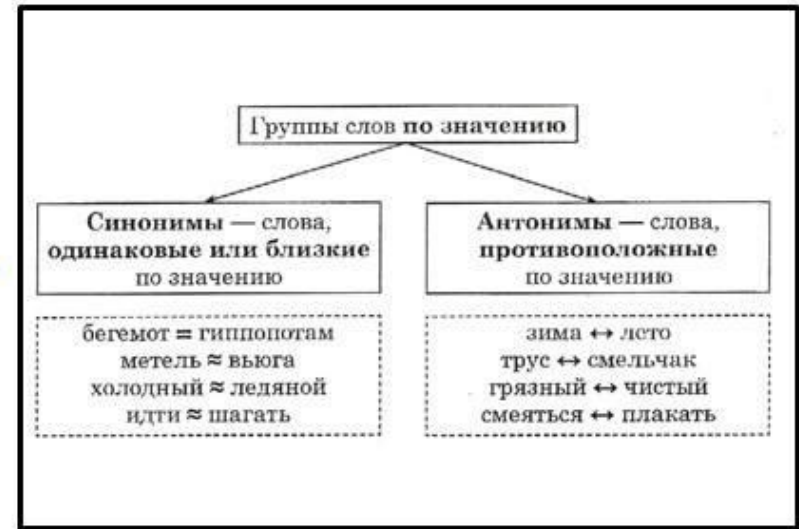 Группы слов по значению
Синонимы — слова,
одинаковые или близкие
по значению
бегемот = гиппопотам
метель ≈ вьюга
холодный ≈ ледяной
идти ≈ шагать
Антонимы — слова,
противоположные
по значению
зима ↔ лето
трус ↔ смельчак
грязный ↔ чистый
смеяться ↔ плакать